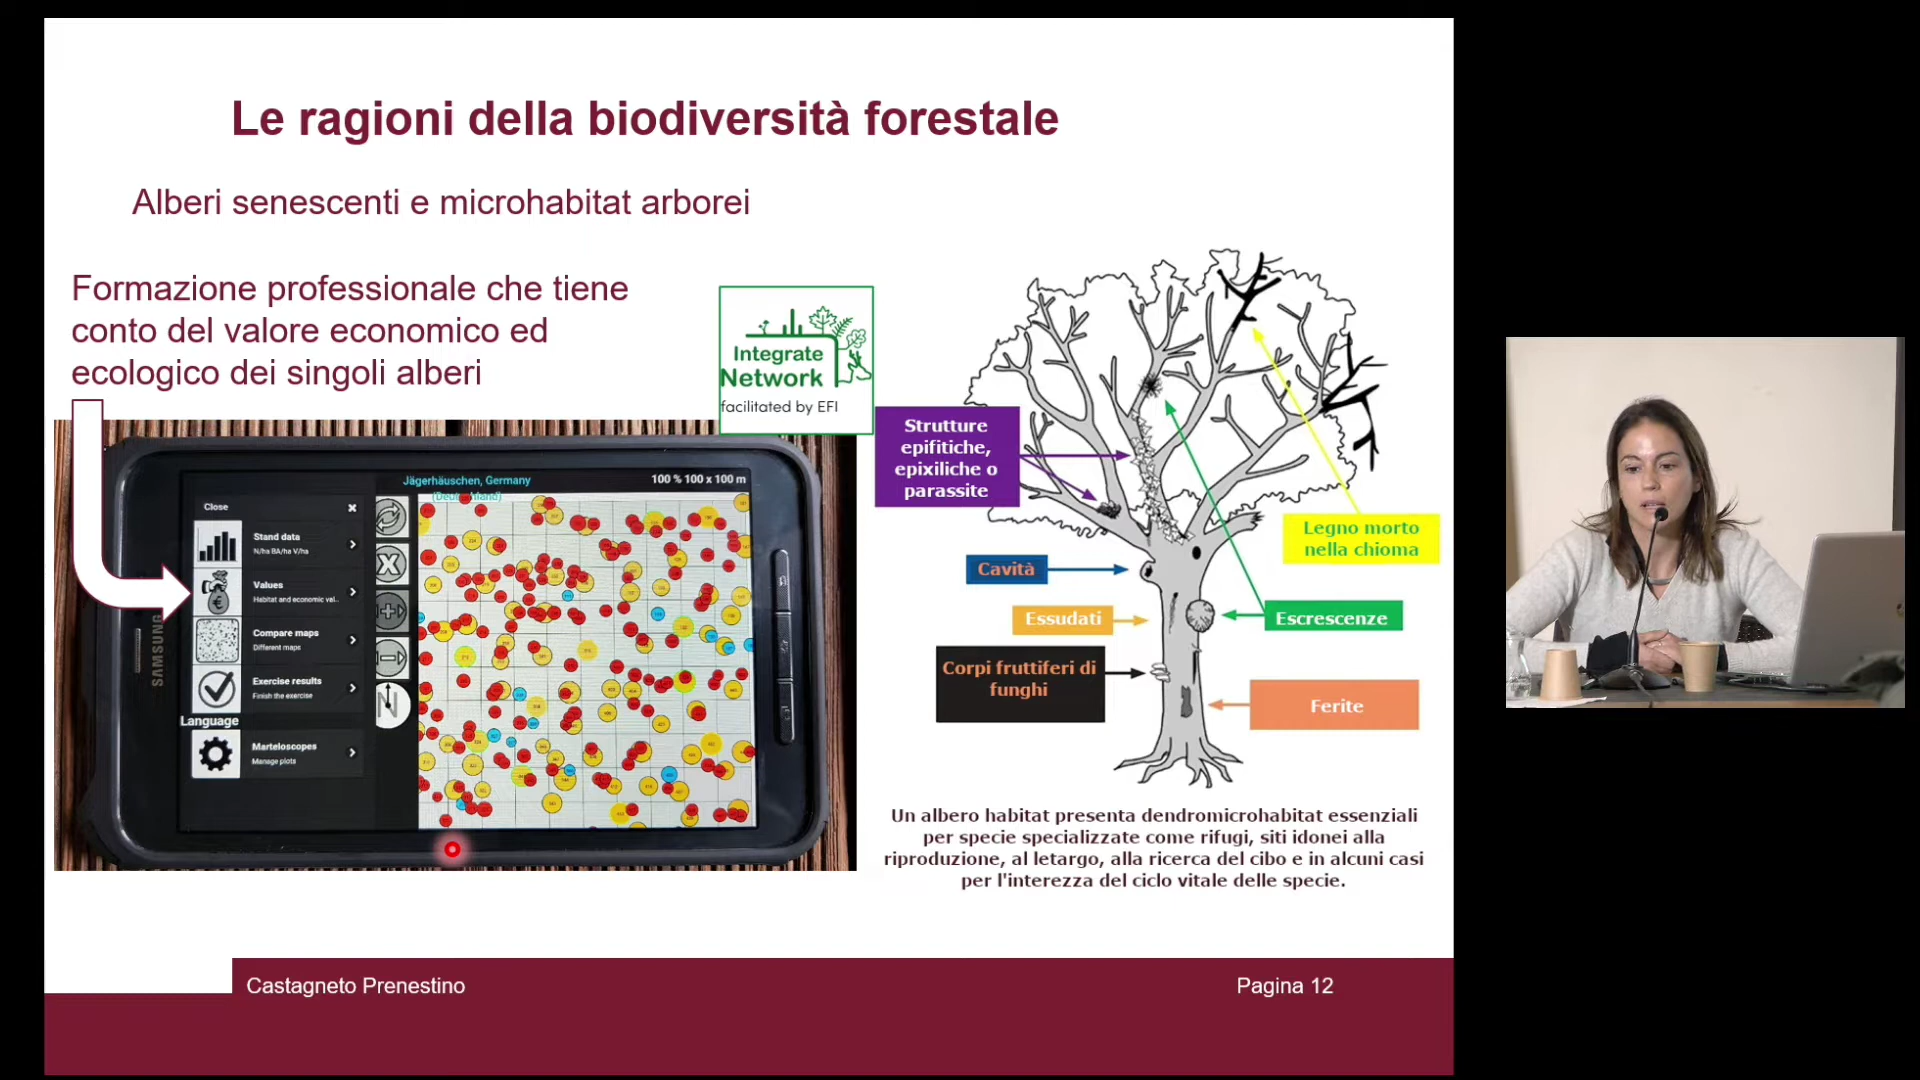 Le ragioni della biodiversità forestale
Alberi senescenti e microhabitat arborei
Formazione professionale che tiene
conto del valore economico ed
ecologico dei singoli alberi
Integrate
Network
facilitated by EFI
Jägerhäuschen, Germany
100 % 100 x 100 m
Close
Stand data
N/ha BA/ha V/ha
Values
Habitat and economic val..
Compare maps
Different maps
Exercise results
Finish the exercise
Language
Marteloscopes
Manage plots
N
SAMSUNG
Strutture
epifitiche,
epixiliche o
parassite
Legno morto
nella chioma
Cavità
Essudati
Escrescenze
Corpi fruttiferi di
funghi
Ferite
Un albero habitat presenta dendromicrohabitat essenziali
per specie specializzate come rifugi, siti idonei alla
riproduzione, al letargo, alla ricerca del cibo e in alcuni casi
per l'interezza del ciclo vitale delle specie.
Castagneto Prenestino
Pagina 12